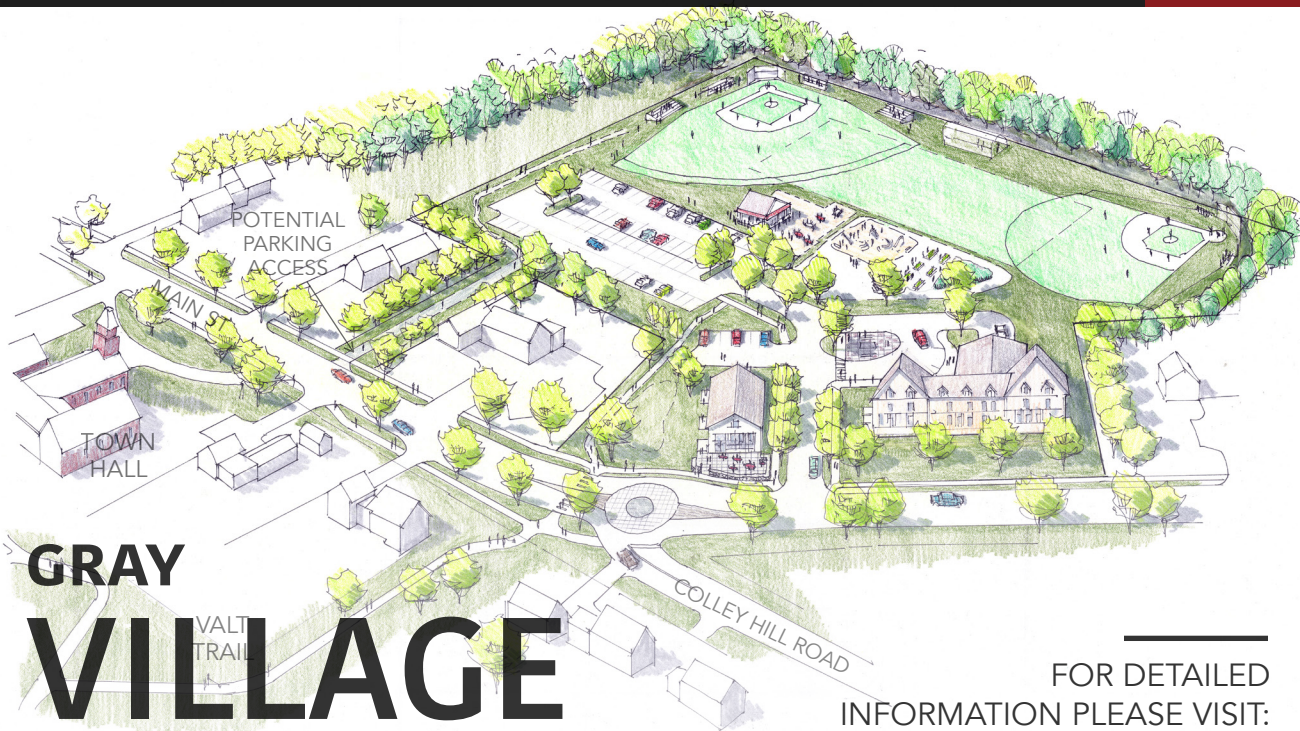 POTENTIAL
PARKING
ACCESS
MAIN ST
TOWN
HALL
GRAY
VILLAGE
VALT
TRAIL
COLLEY HILL ROAD
FOR DETAILED
INFORMATION PLEASE VISIT: